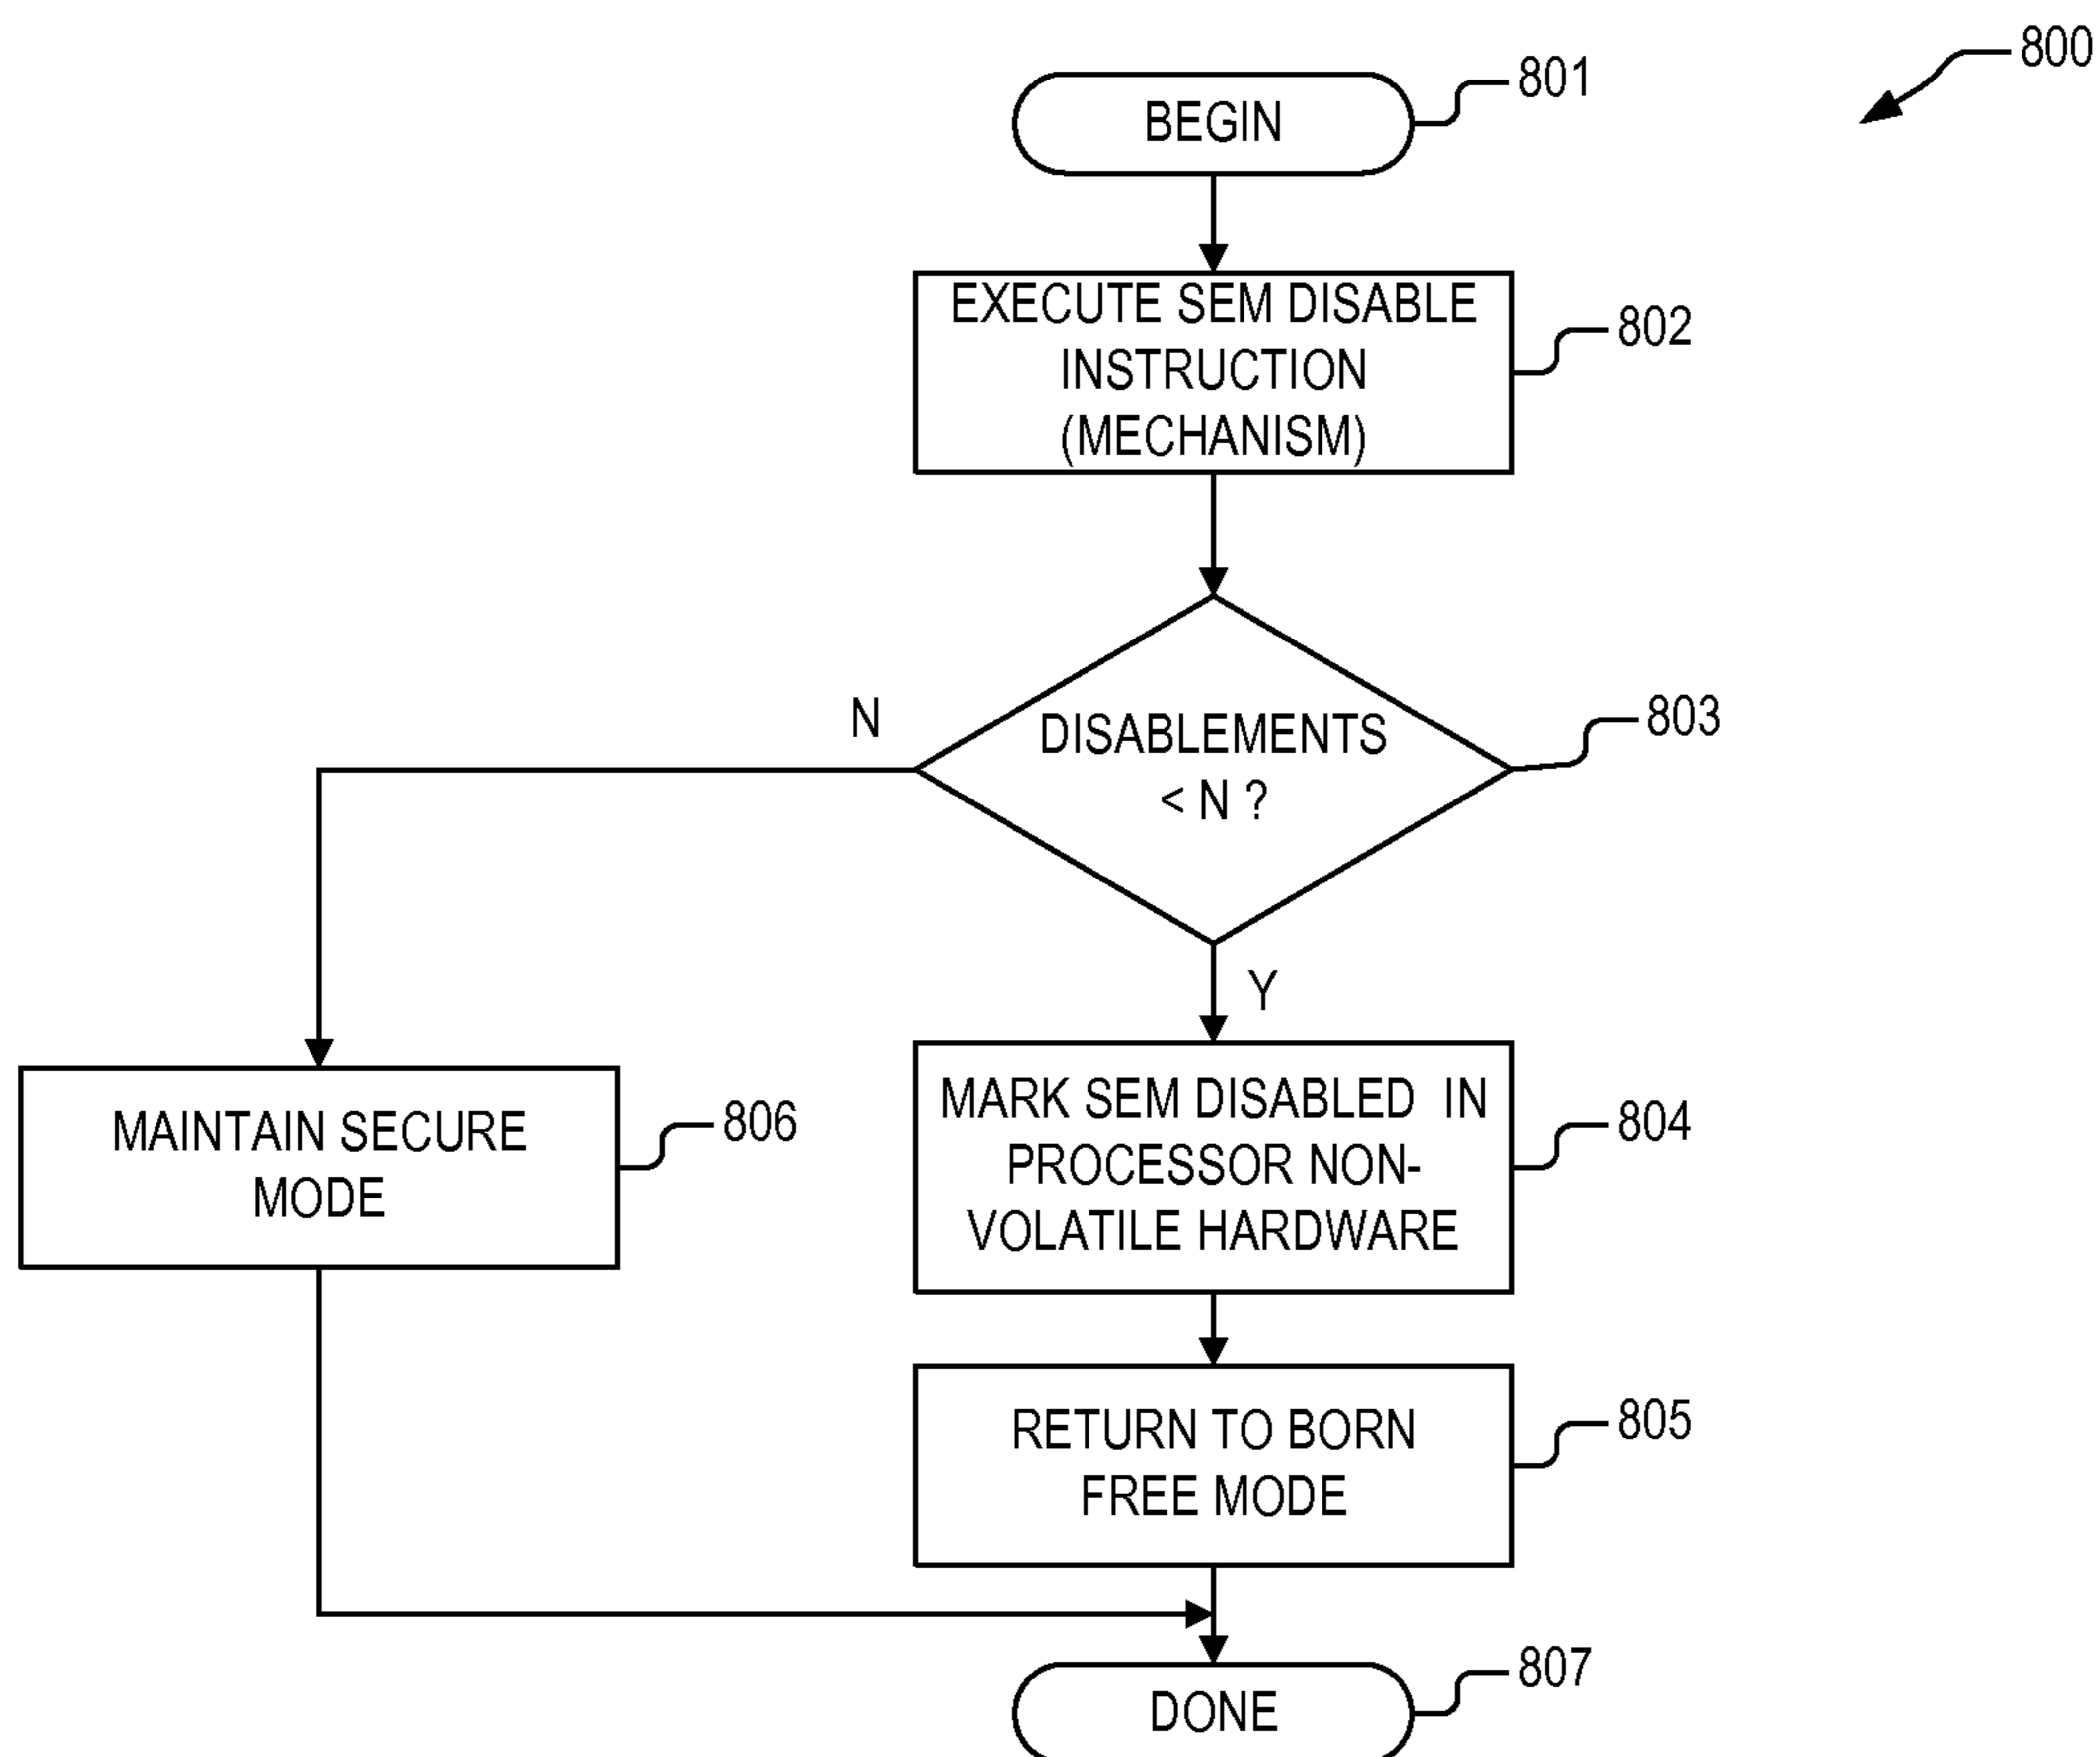 800
BEGIN
801
EXECUTE SEM DISABLE
INSTRUCTION
(MECHANISM)
802
N
DISABLEMENTS
< N ?
803
Y
MARK SEM DISABLED IN
PROCESSOR NON-
VOLATILE HARDWARE
804
MAINTAIN SECURE
MODE
806
RETURN TO BORN
FREE MODE
805
DONE
807